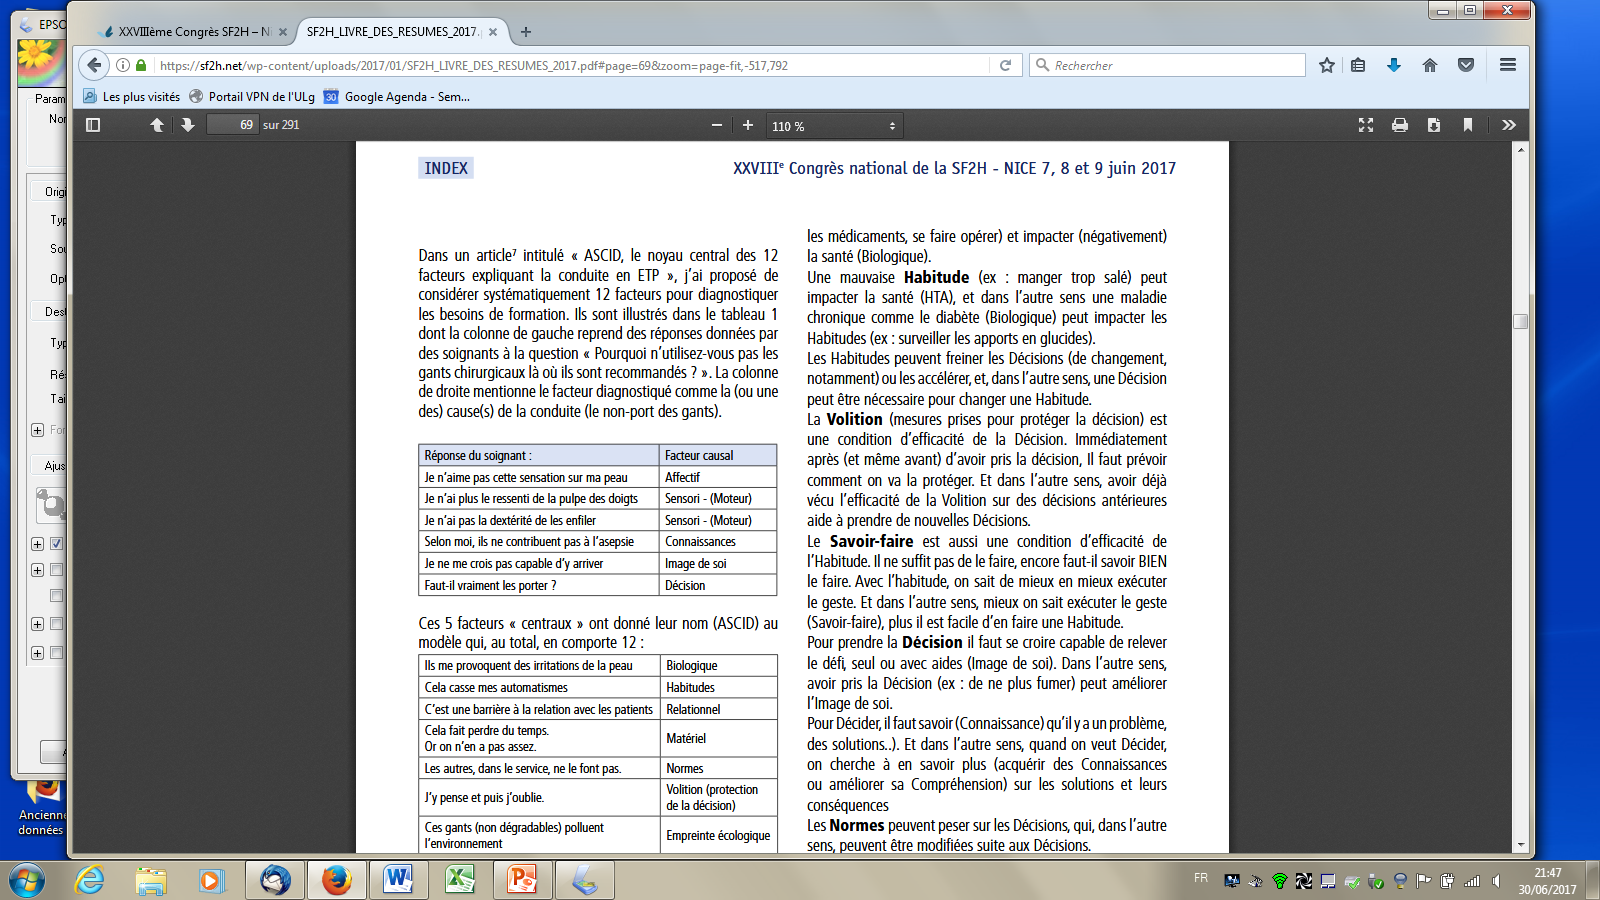 EPSC
XXVIIIème Congrès SF2H – Ni
SF2H_LIVRE_DES_RESUMES_2017.p
https://sf2h.net/wp-content/uploads/2017/01/SF2H_LIVRE_DES_RESUMES_2017.pdf#page=69&zoom=page-fit,-517,792
Rechercher
Les plus visités
Portail VPN de l'ULg
30
Google Agenda - Sem...
69 sur 291
110 %
Param
Nor
Origi
Typ
Sou
Opt
Desti
Typ
Rés
Tai
For
Ajus
A
Ancienne
données
INDEX
XXVIIIe Congrès national de la SF2H - NICE 7, 8 et 9 juin 2017
Dans un article7 intitulé « ASCID, le noyau central des 12
facteurs expliquant la conduite en ETP », j’ai proposé de
considérer systématiquement 12 facteurs pour diagnostiquer
les besoins de formation. Ils sont illustrés dans le tableau 1
dont la colonne de gauche reprend des réponses données par
des soignants à la question « Pourquoi n’utilisez-vous pas les
gants chirurgicaux là où ils sont recommandés ? ». La colonne
de droite mentionne le facteur diagnostiqué comme la (ou une
des) cause(s) de la conduite (le non-port des gants).
Réponse du soignant : Facteur causal
Je n’aime pas cette sensation sur ma peau Affectif
Je n’ai plus le ressenti de la pulpe des doigts Sensori - (Moteur)
Je n’ai pas la dextérité de les enfiler Sensori - (Moteur)
Selon moi, ils ne contribuent pas à l’asepsie Connaissances
Je ne me crois pas capable d’y arriver Image de soi
Faut-il vraiment les porter ? Décision
Ces 5 facteurs « centraux » ont donné leur nom (ASCID) au
modèle qui, au total, en comporte 12 :
Ils me provoquent des irritations de la peau Biologique
Cela casse mes automatismes Habitudes
C’est une barrière à la relation avec les patients Relationnel
Cela fait perdre du temps.
Or on n’en a pas assez.
Matériel
Les autres, dans le service, ne le font pas. Normes
J’y pense et puis j’oublie.
Volition (protection
de la décision)
Ces gants (non dégradables) polluent
l’environnement
Empreinte écologique
les médicaments, se faire opérer) et impacter (négativement)
la santé (Biologique).
Une mauvaise Habitude (ex : manger trop salé) peut
impacter la santé (HTA), et dans l’autre sens une maladie
chronique comme le diabète (Biologique) peut impacter les
Habitudes (ex : surveiller les apports en glucides).
Les Habitudes peuvent freiner les Décisions (de changement,
notamment) ou les accélérer, et, dans l’autre sens, une Décision
peut être nécessaire pour changer une Habitude.
La Volition (mesures prises pour protéger la décision) est
une condition d’efficacité de la Décision. Immédiatement
après (et même avant) d’avoir pris la décision, Il faut prévoir
comment on va la protéger. Et dans l’autre sens, avoir déjà
vécu l’efficacité de la Volition sur des décisions antérieures
aide à prendre de nouvelles Décisions.
Le Savoir-faire est aussi une condition d’efficacité de
l’Habitude. Il ne suffit pas de le faire, encore faut-il savoir BIEN
le faire. Avec l’habitude, on sait de mieux en mieux exécuter
le geste. Et dans l’autre sens, mieux on sait exécuter le geste
(Savoir-faire), plus il est facile d’en faire une Habitude.
Pour prendre la Décision il faut se croire capable de relever
le défi, seul ou avec aides (Image de soi). Dans l’autre sens,
avoir pris la Décision (ex : de ne plus fumer) peut améliorer
l’Image de soi.
Pour Décider, il faut savoir (Connaissance) qu’il y a un problème,
des solutions..). Et dans l’autre sens, quand on veut Décider,
on cherche à en savoir plus (acquérir des Connaissances
ou améliorer sa Compréhension) sur les solutions et leurs
conséquences
Les Normes peuvent peser sur les Décisions, qui, dans l’autre
sens, peuvent être modifiées suite aux Décisions.
FR
21:47
30/06/2017